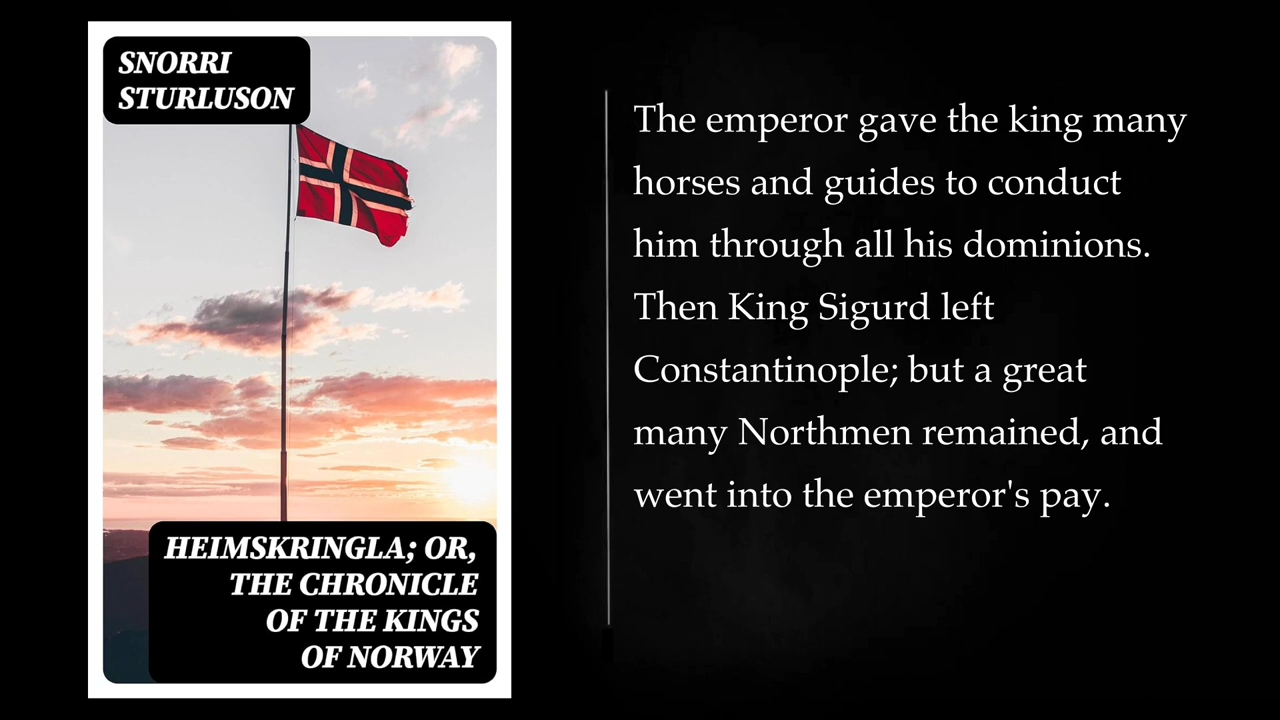 SNORRI
STURLUSON
HEIMSKRINGLA; OR,
THE CHRONICLE
OF THE KINGS
OF NORWAY
The emperor gave the king many
horses and guides to conduct
him through all his dominions.
Then King Sigurd left
Constantinople; but a great
many Northmen remained, and
went into the emperor's pay.